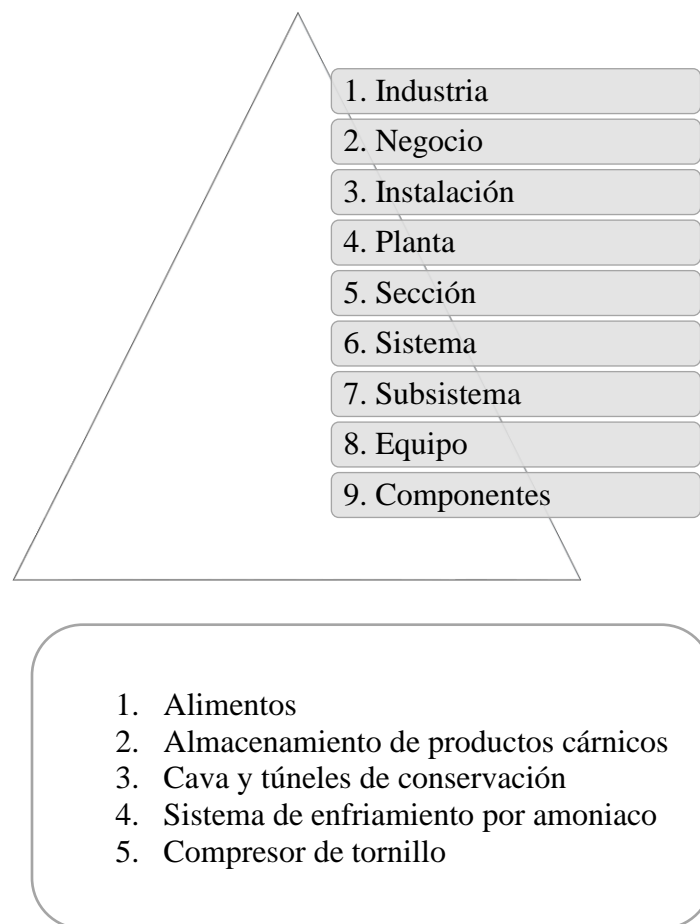 1. Industria
2. Negocio
3. Instalación
4. Planta
5. Sección
6. Sistema
7. Subsistema
8. Equipo
9. Componentes
1. Alimentos
2. Almacenamiento de productos cárnicos
3. Cava y túneles de conservación
4. Sistema de enfriamiento por amoniaco
5. Compresor de tornillo